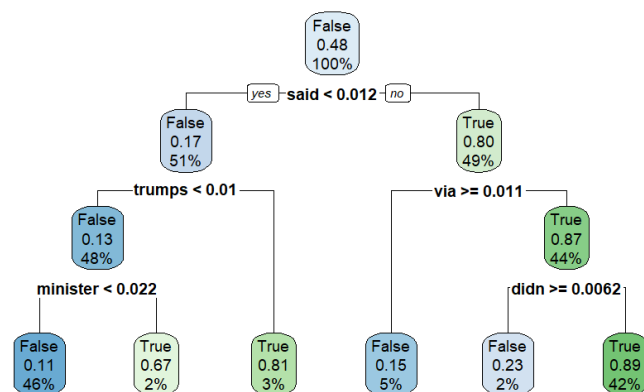 False
0.48
100%
yes said < 0.012 no
False
0.17
51%
True
0.80
49%
trumps < 0.01
via >= 0.011
False
0.13
48%
True
0.87
44%
minister < 0.022
didn >= 0.0062
False
0.11
46%
True
0.67
2%
True
0.81
3%
False
0.15
5%
False
0.23
2%
True
0.89
42%